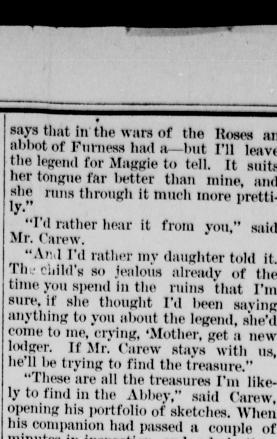 says that in the wars of the Roses an
abbot of Furness had a—but I'll leave
the legend for Maggie to tell. It suits
her tongue far better than mine, and
she runs through it much more pretti-
ly."
"I'd rather hear it from you," said
Mr. Carew.
"And I'd rather my daughter told it.
The child's so jealous already of the
time you spend in the ruins that I'm
sure, if she thought I'd been saying
anything to you about the legend, she'd
come to me, crying, 'Mother, get a new
lodger. If Mr. Carew stays with us,
he'll be trying to find the treasure."
"These are all the treasures I'm like-
ly to find in the Abbey," said Carew,
opening his portfolio of sketches. When
his companion had passed a couple of
minutes in